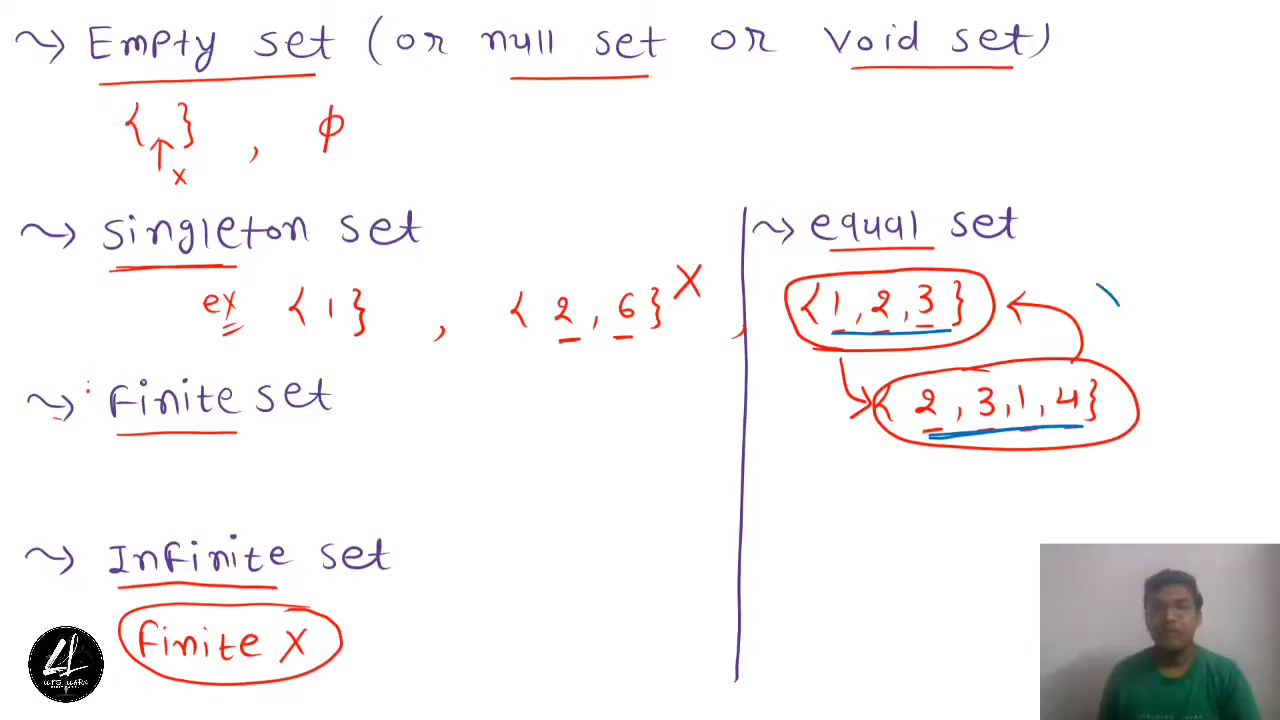 ~> Empty set (or null set or void set)
{ } , ϕ
x
~> Singleton set
ex {1} , {2,6} X ,
~> Finite set
~> Infinite set
Finite X
~> equal set
{1,2,3}
{2,3,1,4}